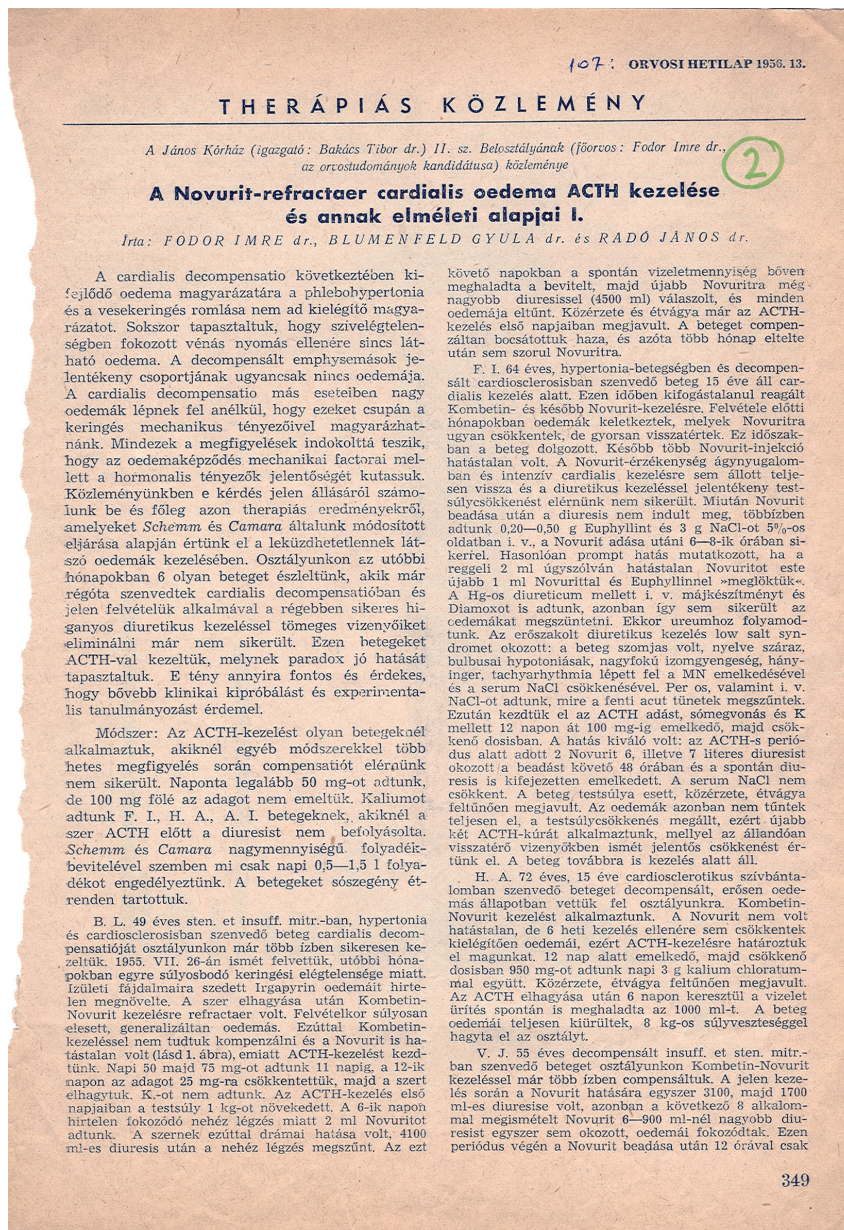 107: ORVOSI HETILAP 1956. 13.
THERÁPIÁS KÖZLEMÉNY
A János Kórház (igazgató: Bakács Tibor dr.) II. sz. Belosztályának (főorvos: Fodor Imre dr.,
az orvostudományok kandidátusa) közleménye
2
A Novurit-refractaer cardialis oedema ACTH kezelése
és annak elméleti alapjai I.
Írta: FODOR IMRE dr., BLUMENFELD GYULA dr. és RADÓ JÁNOS dr.
A cardialis decompensatio következtében ki-
fejlődő oedema magyarázatára a phlebohypertonia
és a vesekeringés romlása nem ad kielégítő magya-
rázatot. Sokszor tapasztaltuk, hogy szívelégtelen-
ségben fokozott vénás nyomás ellenére sincs lát-
ható oedema. A decompensált emphysemások je-
lentékeny csoportjának ugyancsak nincs oedemája.
A cardialis decompensatio más eseteiben nagy
oedemák lépnek fel anélkül, hogy ezeket csupán a
keringés mechanikus tényezőivel magyarázhat-
nánk. Mindezek a megfigyelések indokolttá teszik,
hogy az oedemaképződés mechanikai factorai mel-
lett a hormonalis tényezők jelentőségét kutassuk.
Közleményünkben e kérdés jelen állásáról számo-
lunk be és főleg azon therapiás eredményekről,
amelyeket Schemm és Camara általunk módosított
eljárása alapján értünk el a leküzdhetetlennek lát-
szó oedemák kezelésében. Osztályunkon az utóbbi
hónapokban 6 olyan beteget észleltünk, akik már
régóta szenvedtek cardialis decompensatióban és
jelen felvételük alkalmával a régebben sikeres hi-
ganyos diuretikus kezeléssel tömeges vizenyőiket
eliminálni már nem sikerült. Ezen betegeket
ACTH-val kezeltük, melynek paradox jó hatását
tapasztaltuk. E tény annyira fontos és érdekes,
hogy bővebb klinikai kipróbálást és experimenta-
lis tanulmányozást érdemel.
Módszer: Az ACTH-kezelést olyan betegeknél
alkalmaztuk, akiknél egyéb módszerekkel több
hetes megfigyelés során compensatiót elérnünk
nem sikerült. Naponta legalább 50 mg-ot adtunk,
de 100 mg fölé az adagot nem emeltük. Kaliumot
adtunk F. I., H. A., A. I. betegeknek, akiknél a
szer ACTH előtt a diuresist nem befolyásolta.
Schemm és Camara nagymennyiségű folyadék-
bevitelével szemben mi csak napi 0,5—1,5 l folya-
dékot engedélyeztünk. A betegeket sószegény ét-
renden tartottuk.
B. L. 49 éves sten. et insuff. mitr.-ban, hypertonia
és cardiosclerosisban szenvedő beteg cardialis decom-
pensatióját osztályunkon már több ízben sikeresen ke-
zeltük. 1955. VII. 26-án ismét felvettük, utóbbi hóna-
pokban egyre súlyosbodó keringési elégtelensége miatt.
Ízületi fájdalmaira szedett Irgapyrin oedemáit hirte-
len megnövelte. A szer elhagyása után Kombetin-
Novurit kezelésre refractaer volt. Felvételkor súlyosan
elesett, generalizáltan oedemás. Ezúttal Kombetin-
kezeléssel nem tudtuk kompenzálni és a Novurit is ha-
tástalan volt (lásd 1. ábra), emiatt ACTH-kezelést kezd-
tünk. Napi 50 majd 75 mg-ot adtunk 11 napig, a 12-ik
napon az adagot 25 mg-ra csökkentettük, majd a szert
elhagytuk. K.-ot nem adtunk. Az ACTH-kezelés első
napjaiban a testsúly 1 kg-ot növekedett. A 6-ik napon
hirtelen fokozódó nehéz légzés miatt 2 ml Novuritot
adtunk. A szernek ezúttal drámai hatása volt, 4100
ml-es diuresis után a nehéz légzés megszűnt. Az ezt
követő napokban a spontán vizeletmennyiség bőven
meghaladta a bevitelt, majd újabb Novuritra még
nagyobb diuresissel (4500 ml) válaszolt, és minden
oedemája eltűnt. Közérzete és étvágya már az ACTH-
kezelés első napjaiban megjavult. A beteget compen-
záltan bocsátottuk haza, és azóta több hónap eltelte
után sem szorul Novuritra.
F. I. 64 éves, hypertonia-betegségben és decompen-
sált cardiosclerosisban szenvedő beteg 15 éve áll car-
dialis kezelés alatt. Ezen időben kifogástalanul reagált
Kombetin- és később Novurit-kezelésre. Felvétele előtti
hónapokban oedemák keletkeztek, melyek Novuritra
ugyan csökkentek, de gyorsan visszatértek. Ez időszak-
ban a beteg dolgozott. Később több Novurit-injekció
hatástalan volt. A Novurit-érzékenység ágynyugalom-
ban és intenzív cardialis kezelésre sem állott telje-
sen vissza és a diuretikus kezeléssel jelentékeny test-
súlycsökkenést elérnünk nem sikerült. Miután Novurit
beadása után a diuresis nem indult meg, többízben
adtunk 0,20—0,50 g Euphyllint és 3 g NaCl-ot 5%-os
oldatban i. v., a Novurit adása utáni 6—8-ik órában si-
kerrel. Hasonlóan prompt hatás mutatkozott, ha a
reggeli 2 ml úgyszólván hatástalan Novuritot este
újabb 1 ml Novurittal és Euphyllinnel »meglöktük«.
A Hg-os diureticum mellett i. v. májkészítményt és
Diamoxot is adtunk, azonban így sem sikerült az
oedemákat megszüntetni. Ekkor ureumhoz folyamod-
tunk. Az erőszakolt diuretikus kezelés low salt syn-
dromet okozott: a beteg szomjas volt, nyelve száraz,
bulbusai hypotoniásak, nagyfokú izomgyengeség, hány-
inger, tachyarhythmia lépett fel a MN emelkedésével
és a serum NaCl csökkenésével. Per os, valamint i. v.
NaCl-ot adtunk, mire a fenti acut tünetek megszűntek.
Ezután kezdtük el az ACTH adást, sómegvonás és K
mellett 12 napon át 100 mg-ig emelkedő, majd csök-
kenő dosisban. A hatás kiváló volt: az ACTH-s perió-
dus alatt adott 2 Novurit 6, illetve 7 literes diuresist
okozott a beadást követő 48 órában és a spontán diu-
resis is kifejezetten emelkedett. A serum NaCl nem
csökkent. A beteg testsúlya esett, közérzete, étvágya
feltűnően megjavult. Az oedemák azonban nem tűntek
teljesen el, a testsúlycsökkenés megállt, ezért újabb
két ACTH-kúrát alkalmaztunk, mellyel az állandóan
visszatérő vizenyőkben ismét jelentős csökkenést ér-
tünk el. A beteg továbbra is kezelés alatt áll.
H. A. 72 éves, 15 éve cardiosclerotikus szívbánta-
lomban szenvedő beteget decompensált, erősen oede-
más állapotban vettük fel osztályunkra. Kombetin-
Novurit kezelést alkalmaztunk. A Novurit nem volt
hatástalan, de 6 heti kezelés ellenére sem csökkentek
kielégítően oedemái, ezért ACTH-kezelésre határoztuk
el magunkat. 12 nap alatt emelkedő, majd csökkenő
dosisban 950 mg-ot adtunk napi 3 g kalium chloratum-
mal együtt. Közérzete, étvágya feltűnően megjavult.
Az ACTH elhagyása után 6 napon keresztül a vizelet
ürítés spontán is meghaladta az 1000 ml-t. A beteg
oedemái teljesen kiürültek, 8 kg-os súlyveszteséggel
hagyta el az osztályt.
V. J. 55 éves decompensált insuff. et sten. mitr.-
ban szenvedő beteget osztályunkon Kombetin-Novurit
kezeléssel már több ízben compensáltuk. A jelen keze-
lés során a Novurit hatására egyszer 3100, majd 1700
ml-es diuresise volt, azonban a következő 8 alkalom-
mal megismételt Novurit 6—900 ml-nél nagyobb diu-
resist egyszer sem okozott, oedemái fokozódtak. Ezen
periódus végén a Novurit beadása után 12 órával csak
349